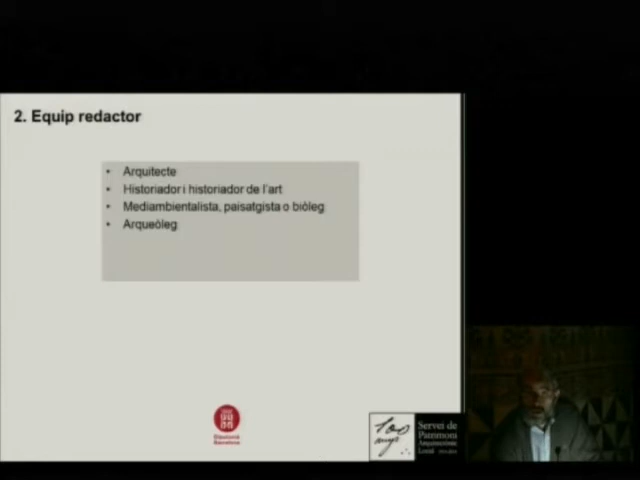 2. Equip redactor
• Arquitecte
• Historiador i historiador de l'art
• Mediambientalista, paisatgista o biòleg
• Arqueòleg
Diputació
Barcelona
100
anys
Servei de
Patrimoni
Arquitectònic
Local